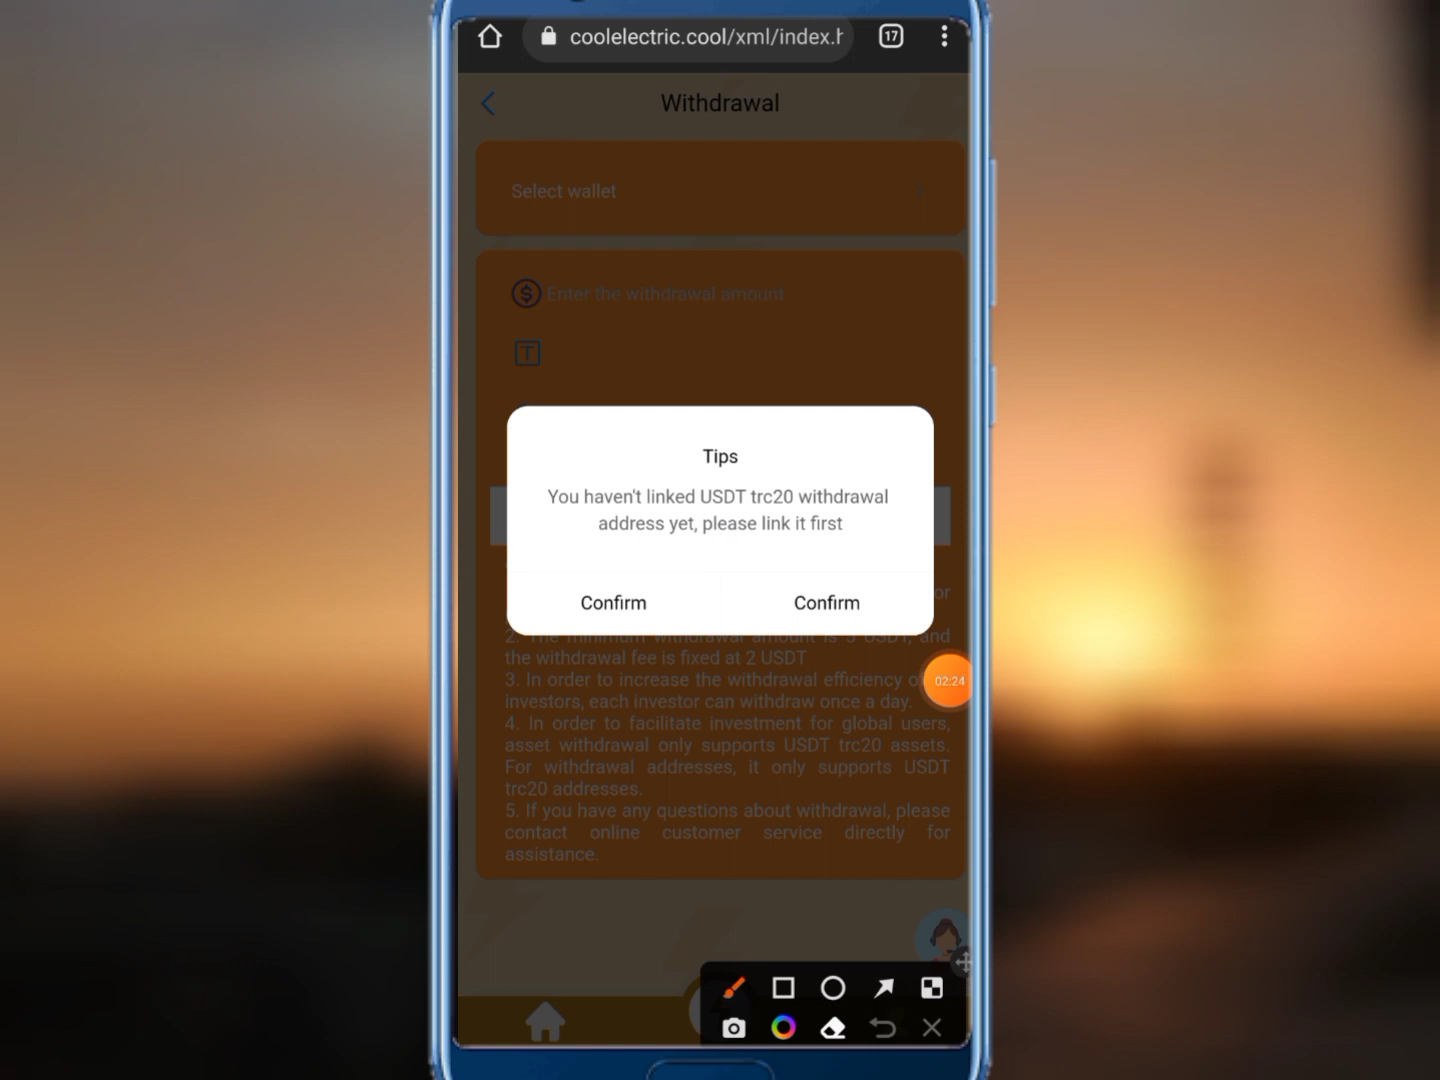 coolelectric.cool/xml/index.h
17
Withdrawal
Select wallet
$ Enter the withdrawal amount
T
Tips
You haven't linked USDT trc20 withdrawal
address yet, please link it first
Confirm Confirm
or
2. The minimum withdrawal amount is 5 USDT, and
the withdrawal fee is fixed at 2 USDT
3. In order to increase the withdrawal efficiency
02:24
investors, each investor can withdraw once a day.
4. In order to facilitate investment for global users,
asset withdrawal only supports USDT trc20 assets.
For withdrawal addresses, it only supports USDT
trc20 addresses.
5. If you have any questions about withdrawal, please
contact online customer service directly for
assistance.